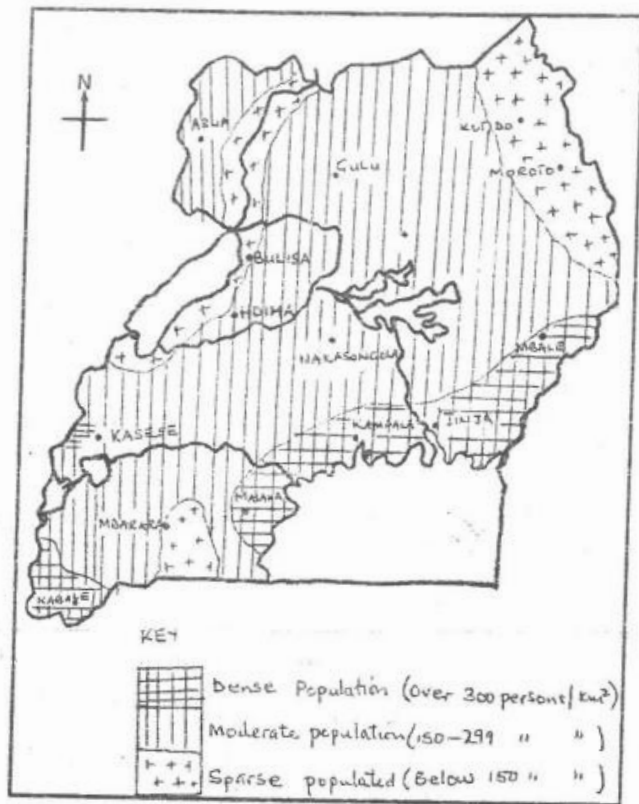 N
ARUA
KOTIDO
MOROTO
GULU
BULISA
HOIMA
NAKASONGOLA
MBALE
KASESE
KAMPALA
JINJA
MASAKA
MBARARA
KABALE
KEY
Dense Population (Over 300 persons/km²)
Moderate population (150-299 " " )
Sparse populated (Below 150 " " )